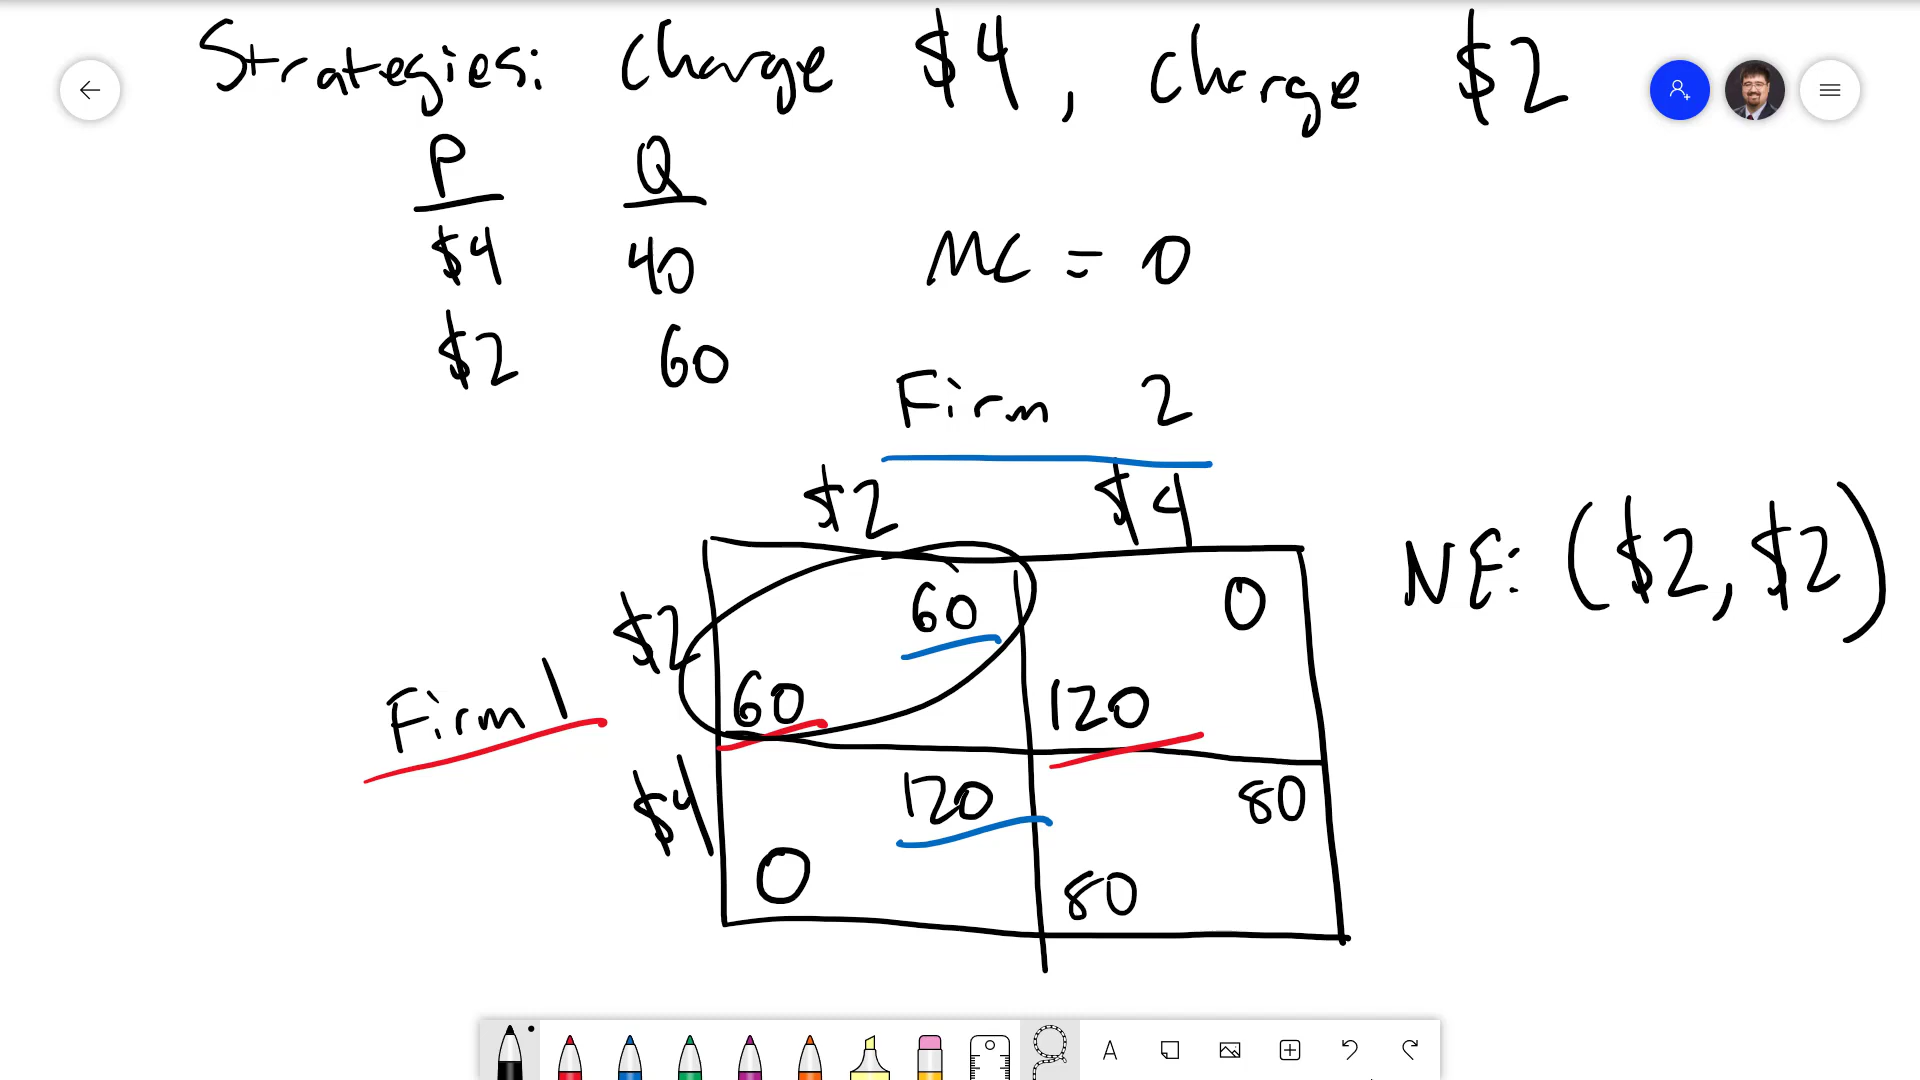 Strategies: charge $4, charge $2
P Q
$4 40
MC = 0
$2 60
Firm 2
$2 $4
NE: ($2, $2)
60 0
$2
60 120
Firm 1
$4
120 80
0 80
A